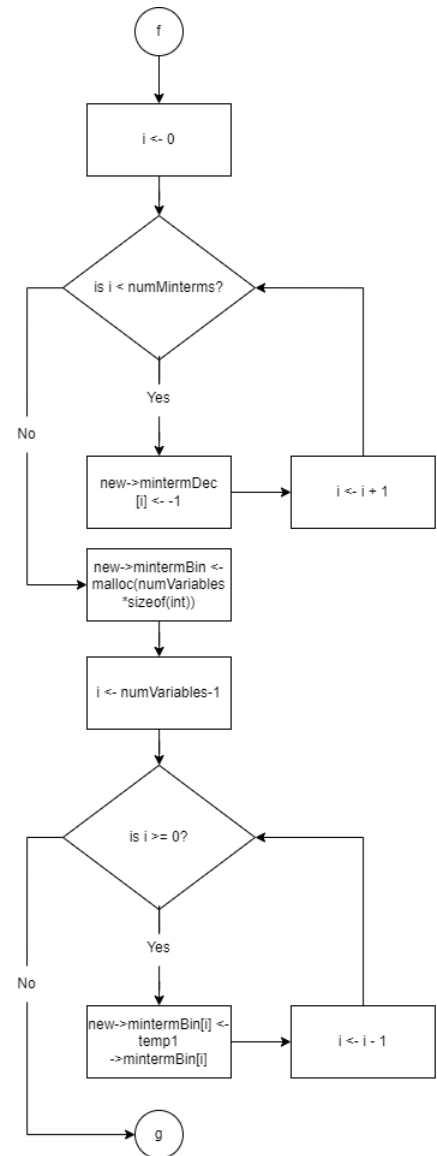 f
i <- 0
is i < numMinterms?
Yes
No
new->mintermDec
[i] <- -1
i <- i + 1
new->mintermBin <-
malloc(numVariables
*sizeof(int))
i <- numVariables-1
is i >= 0?
Yes
No
new->mintermBin[i] <-
temp1
->mintermBin[i]
i <- i - 1
g